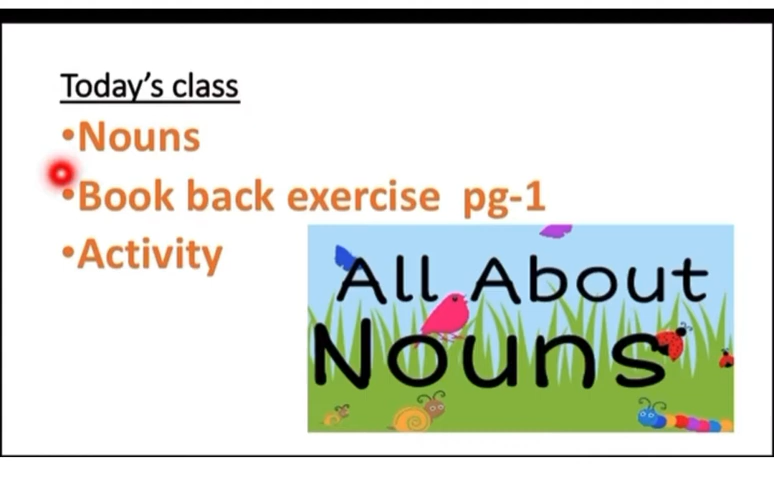 Today's class
•Nouns
•Book back exercise  pg-1
•Activity
All About
Nouns